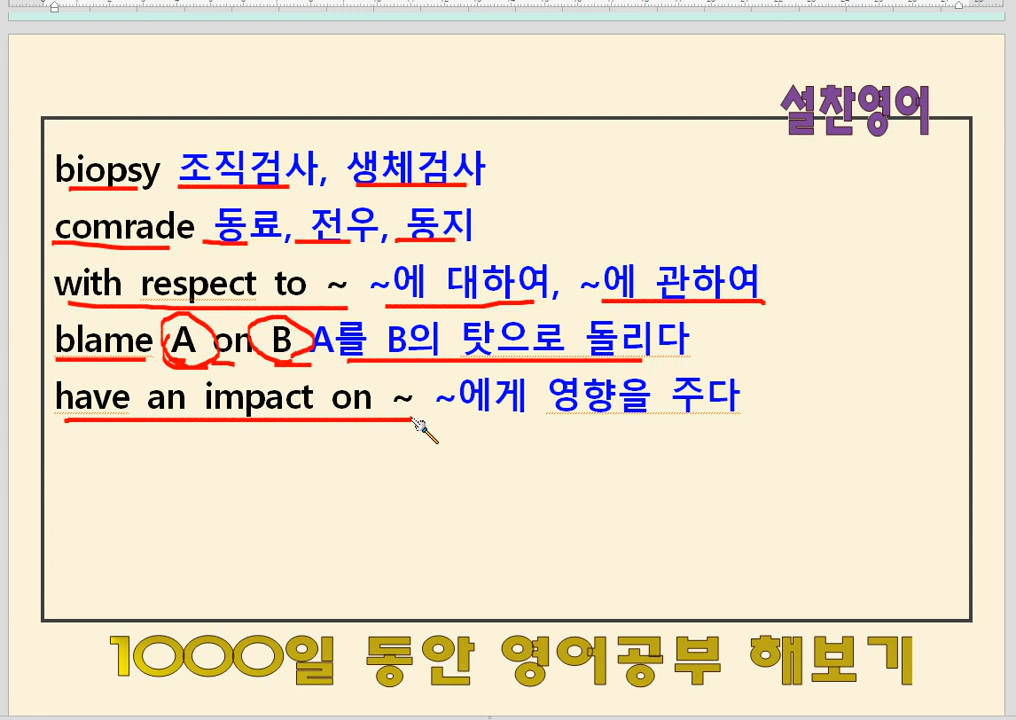 설찬영어
biopsy 조직검사, 생체검사
comrade 동료, 전우, 동지
with respect to ~ ~에 대하여, ~에 관하여
blame A on B A를 B의 탓으로 돌리다
have an impact on ~ ~에게 영향을 주다
1000일 동안 영어공부 해보기